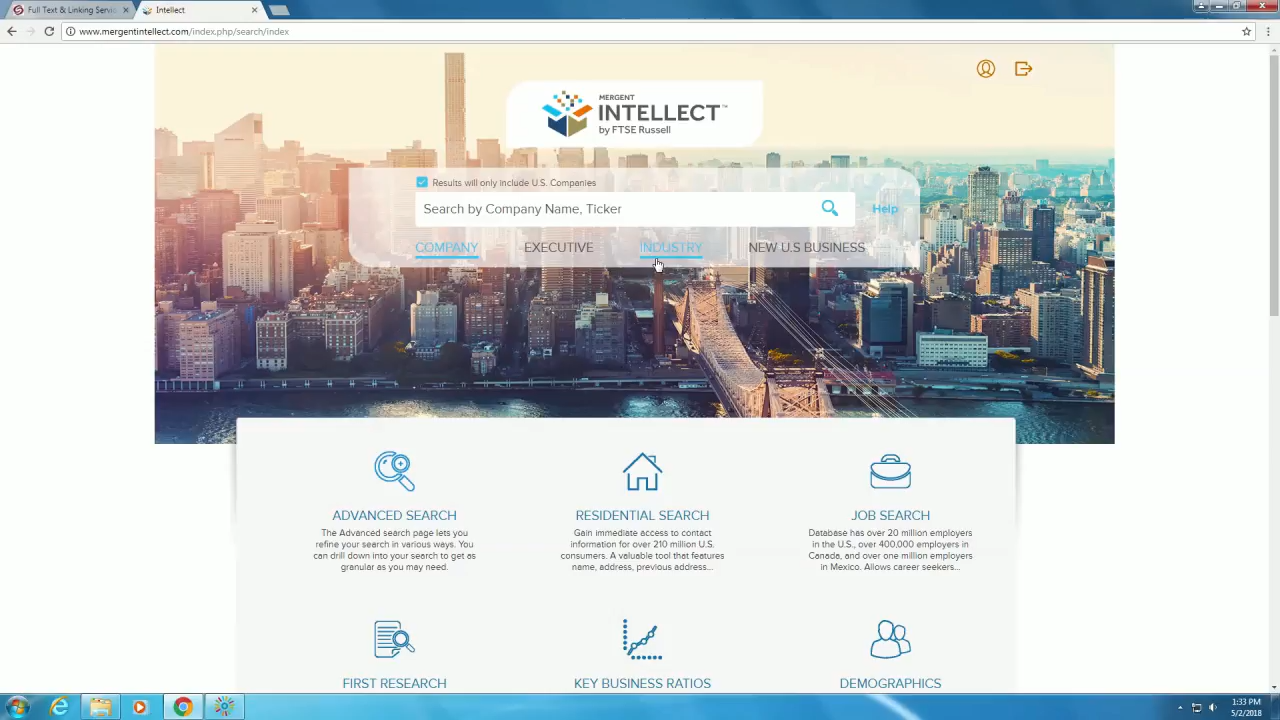 Full Text & Linking Servic
Intellect
www.mergentintellect.com/index.php/search/index
MERGENT
INTELLECT™
by FTSE Russell
Results will only include U.S. Companies
Search by Company Name, Ticker
Help
COMPANY
EXECUTIVE
INDUSTRY
NEW U.S BUSINESS
ADVANCED SEARCH
The Advanced search page lets you
refine your search in various ways. You
can drill down into your search to get as
granular as you may need.
RESIDENTIAL SEARCH
Gain immediate access to contact
information for over 210 million U.S.
consumers. A valuable tool that features
name, address, previous address...
JOB SEARCH
Database has over 20 million employers
in the U.S., over 400,000 employers in
Canada, and over one million employers
in Mexico. Allows career seekers...
FIRST RESEARCH
KEY BUSINESS RATIOS
DEMOGRAPHICS
1:33 PM
5/2/2018